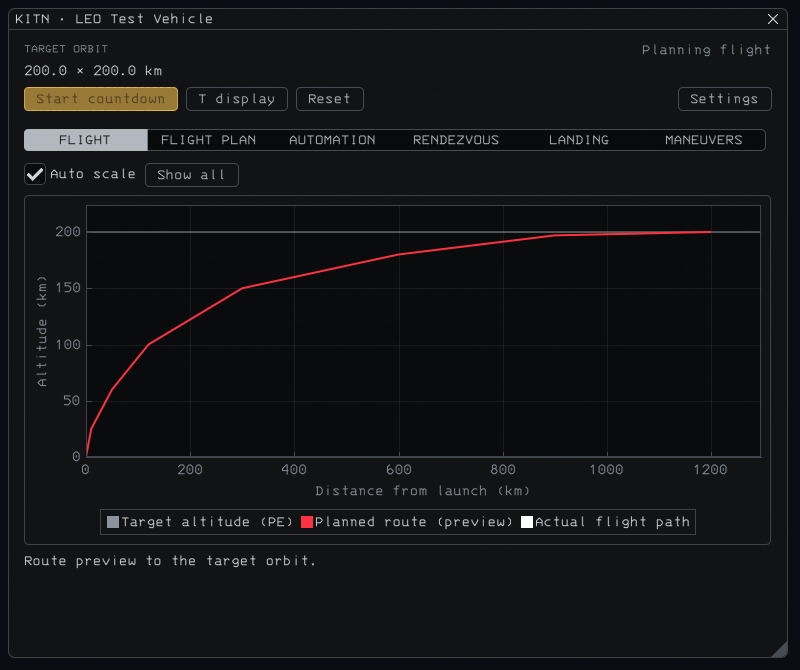 KITN · LEO Test Vehicle
TARGET ORBIT
Planning flight
200.0 × 200.0 km
Start countdown T display Reset Settings
FLIGHT FLIGHT PLAN AUTOMATION RENDEZVOUS LANDING MANEUVERS
Auto scale Show all
200
150
100
50
0
Altitude (km)
0 200 400 600 800 1000 1200
Distance from launch (km)
Target altitude (PE) Planned route (preview) Actual flight path
Route preview to the target orbit.